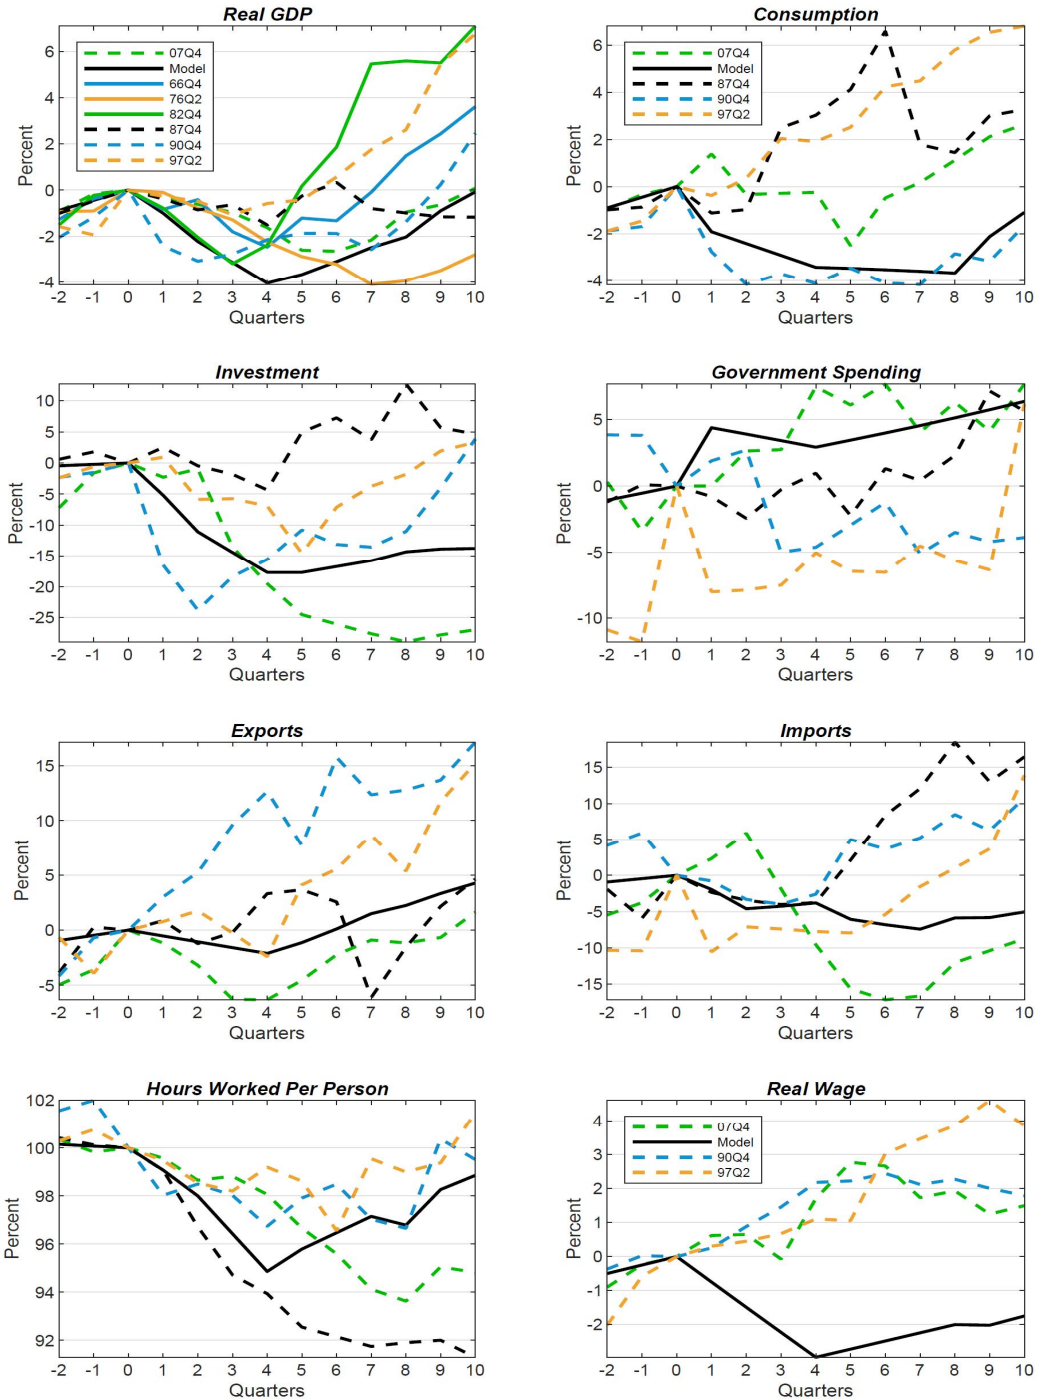 Real GDP
Percent
6
4
2
0
-2
-4
07Q4
Model
66Q4
76Q2
82Q4
87Q4
90Q4
97Q2
-2 -1 0 1 2 3 4 5 6 7 8 9 10
Quarters
Consumption
Percent
6
4
2
0
-2
-4
07Q4
Model
87Q4
90Q4
97Q2
-2 -1 0 1 2 3 4 5 6 7 8 9 10
Quarters
Investment
Percent
10
5
0
-5
-10
-15
-20
-25
-2 -1 0 1 2 3 4 5 6 7 8 9 10
Quarters
Government Spending
Percent
5
0
-5
-10
-2 -1 0 1 2 3 4 5 6 7 8 9 10
Quarters
Exports
Percent
15
10
5
0
-5
-2 -1 0 1 2 3 4 5 6 7 8 9 10
Quarters
Imports
Percent
15
10
5
0
-5
-10
-15
-2 -1 0 1 2 3 4 5 6 7 8 9 10
Quarters
Hours Worked Per Person
Percent
102
100
98
96
94
92
-2 -1 0 1 2 3 4 5 6 7 8 9 10
Quarters
Real Wage
Percent
4
3
2
1
0
-1
-2
07Q4
Model
90Q4
97Q2
-2 -1 0 1 2 3 4 5 6 7 8 9 10
Quarters